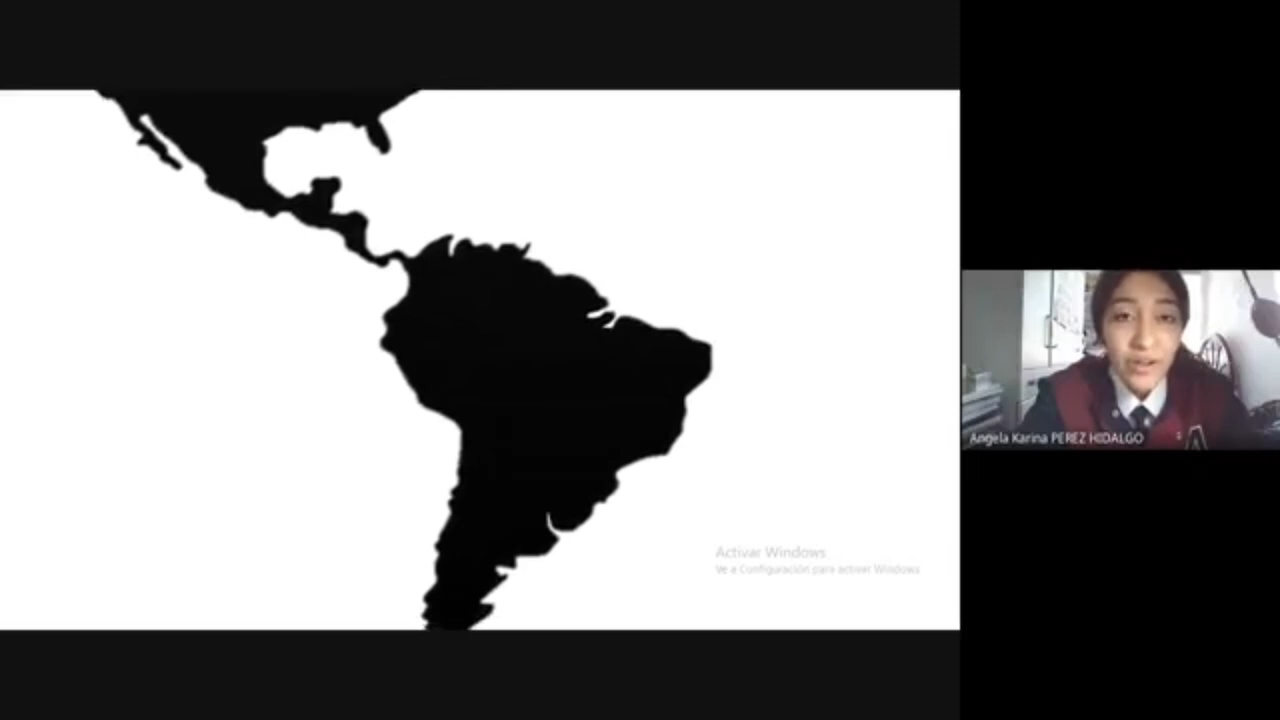 Activar Windows
Ve a Configuración para activar Windows
Angela Karina PEREZ HIDALGO
A